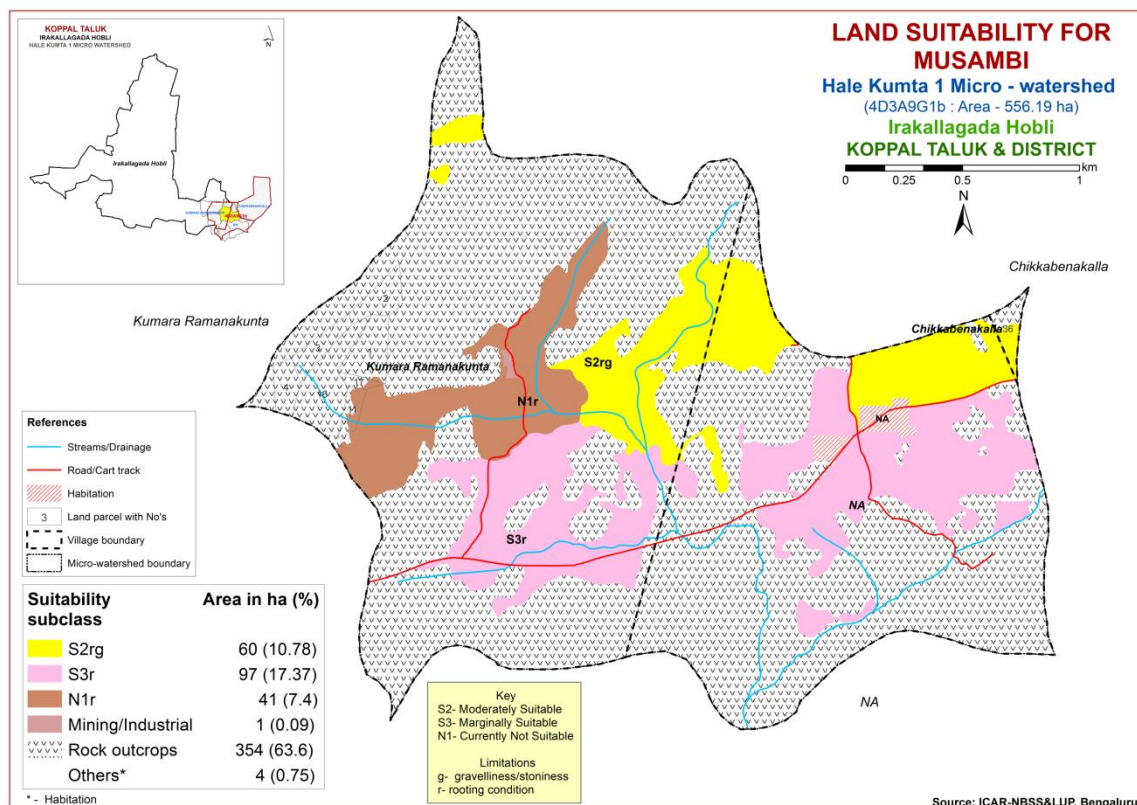 KOPPAL TALUK
IRAKALLAGADA HOBLI
HALE KUMTA 1 MICRO WATERSHED
N
Irakallagada Hobli
LAND SUITABILITY FOR
MUSAMBI
Hale Kumta 1 Micro - watershed
(4D3A9G1b : Area - 556.19 ha)
Irakallagada Hobli
KOPPAL TALUK & DISTRICT
km
0 0.25 0.5 1
N
Chikkabenakalla
Kumara Ramanakunta
2
Chikkabenakalla
36
3
S2rg
Kumara Ramanakunta
4
17
N1r
NA
NA
S3r
NA
References
Streams/Drainage
Road/Cart track
Habitation
3 Land parcel with No's
Village boundary
Micro-watershed boundary
Suitability subclass Area in ha (%)
S2rg 60 (10.78)
S3r 97 (17.37)
N1r 41 (7.4)
Mining/Industrial 1 (0.09)
Rock outcrops 354 (63.6)
Others* 4 (0.75)
* - Habitation
Key
S2- Moderately Suitable
S3- Marginally Suitable
N1- Currently Not Suitable
Limitations
g- gravelliness/stoniness
r- rooting condition
Source: ICAR-NBSS&LUP, Bengaluru